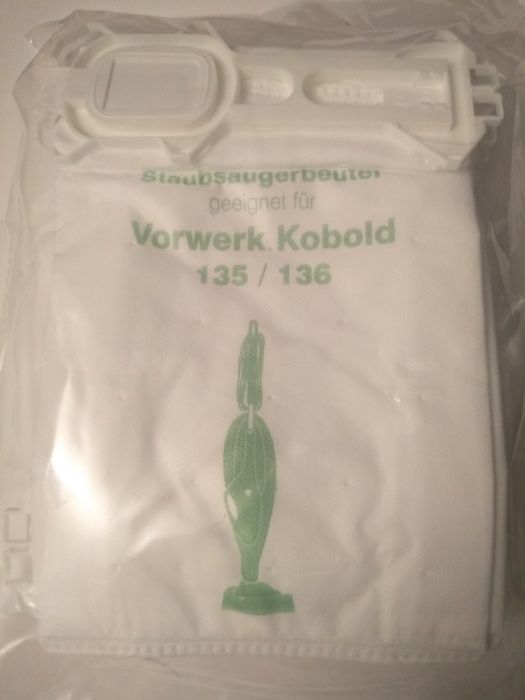 Staubsaugerbeutel
geeignet für
Vorwerk Kobold
135 / 136